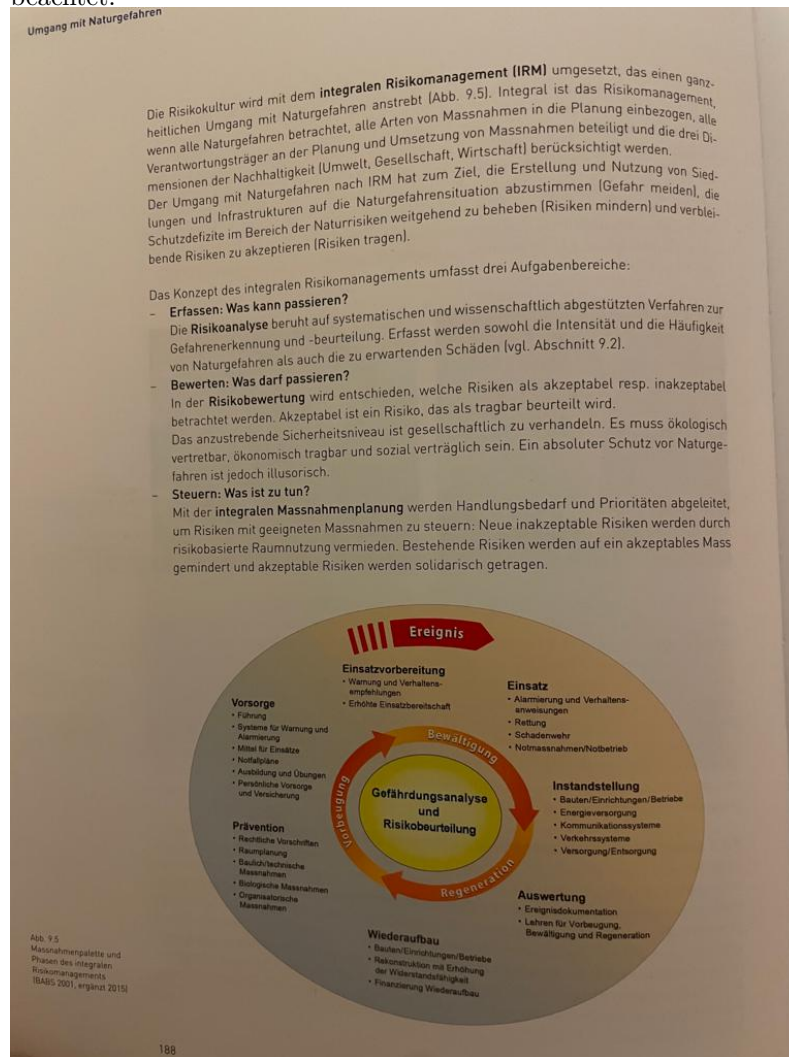 beachtet.
Umgang mit Naturgefahren
Die Risikokultur wird mit dem integralen Risikomanagement (IRM) umgesetzt, das einen ganz-
heitlichen Umgang mit Naturgefahren anstrebt (Abb. 9.5). Integral ist das Risikomanagement,
wenn alle Naturgefahren betrachtet, alle Arten von Massnahmen in die Planung einbezogen, alle
Verantwortungsträger an der Planung und Umsetzung von Massnahmen beteiligt und die drei Di-
mensionen der Nachhaltigkeit (Umwelt, Gesellschaft, Wirtschaft) berücksichtigt werden.
Der Umgang mit Naturgefahren nach IRM hat zum Ziel, die Erstellung und Nutzung von Sied-
lungen und Infrastrukturen auf die Naturgefahrensituation abzustimmen (Gefahr meiden), die
Schutzdefizite im Bereich der Naturrisiken weitgehend zu beheben (Risiken mindern) und verblei-
bende Risiken zu akzeptieren (Risiken tragen).
Das Konzept des integralen Risikomanagements umfasst drei Aufgabenbereiche:
– Erfassen: Was kann passieren?
Die Risikoanalyse beruht auf systematischen und wissenschaftlich abgestützten Verfahren zur
Gefahrenerkennung und -beurteilung. Erfasst werden sowohl die Intensität und die Häufigkeit
von Naturgefahren als auch die zu erwartenden Schäden (vgl. Abschnitt 9.2).
– Bewerten: Was darf passieren?
In der Risikobewertung wird entschieden, welche Risiken als akzeptabel resp. inakzeptabel
betrachtet werden. Akzeptabel ist ein Risiko, das als tragbar beurteilt wird.
Das anzustrebende Sicherheitsniveau ist gesellschaftlich zu verhandeln. Es muss ökologisch
vertretbar, ökonomisch tragbar und sozial verträglich sein. Ein absoluter Schutz vor Naturge-
fahren ist jedoch illusorisch.
– Steuern: Was ist zu tun?
Mit der integralen Massnahmenplanung werden Handlungsbedarf und Prioritäten abgeleitet,
um Risiken mit geeigneten Massnahmen zu steuern: Neue inakzeptable Risiken werden durch
risikobasierte Raumnutzung vermieden. Bestehende Risiken werden auf ein akzeptables Mass
gemindert und akzeptable Risiken werden solidarisch getragen.
Ereignis
Einsatzvorbereitung
• Warnung und Verhaltens-
empfehlungen
• Erhöhte Einsatzbereitschaft
Einsatz
• Alarmierung und Verhaltens-
anweisungen
• Rettung
• Schadenwehr
• Notmassnahmen/Notbetrieb
Vorsorge
• Führung
• Systeme für Warnung und
Alarmierung
• Mittel für Einsätze
• Notfallpläne
• Ausbildung und Übungen
• Persönliche Vorsorge
und Versicherung
Bewältigung
Vorbeugung
Regeneration
Gefährdungsanalyse
und
Risikobeurteilung
Instandstellung
• Bauten/Einrichtungen/Betriebe
• Energieversorgung
• Kommunikationssysteme
• Verkehrssysteme
• Versorgung/Entsorgung
Prävention
• Rechtliche Vorschriften
• Raumplanung
• Baulich/technische
Massnahmen
• Biologische Massnahmen
• Organisatorische
Massnahmen
Auswertung
• Ereignisdokumentation
• Lehren für Vorbeugung,
Bewältigung und Regeneration
Wiederaufbau
• Bauten/Einrichtungen/Betriebe
• Rekonstruktion mit Erhöhung
der Widerstandsfähigkeit
• Finanzierung Wiederaufbau
Abb. 9.5
Massnahmenpalette und
Phasen des integralen
Risikomanagements
(BABS 2001, ergänzt 2015)
188